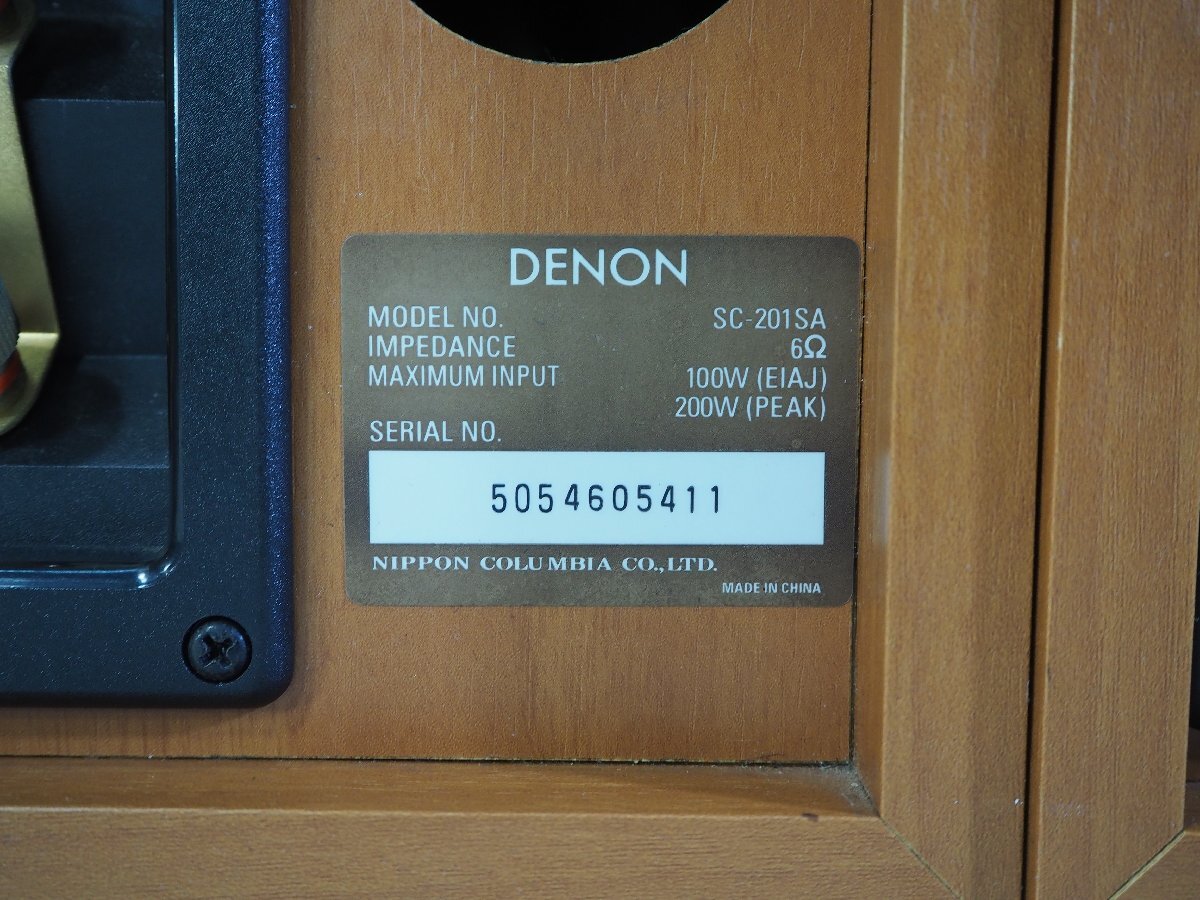 DENON
MODEL NO. SC-201SA
IMPEDANCE 6Ω
MAXIMUM INPUT 100W (EIAJ)
200W (PEAK)
SERIAL NO.
5054605411
NIPPON COLUMBIA CO.,LTD.
MADE IN CHINA